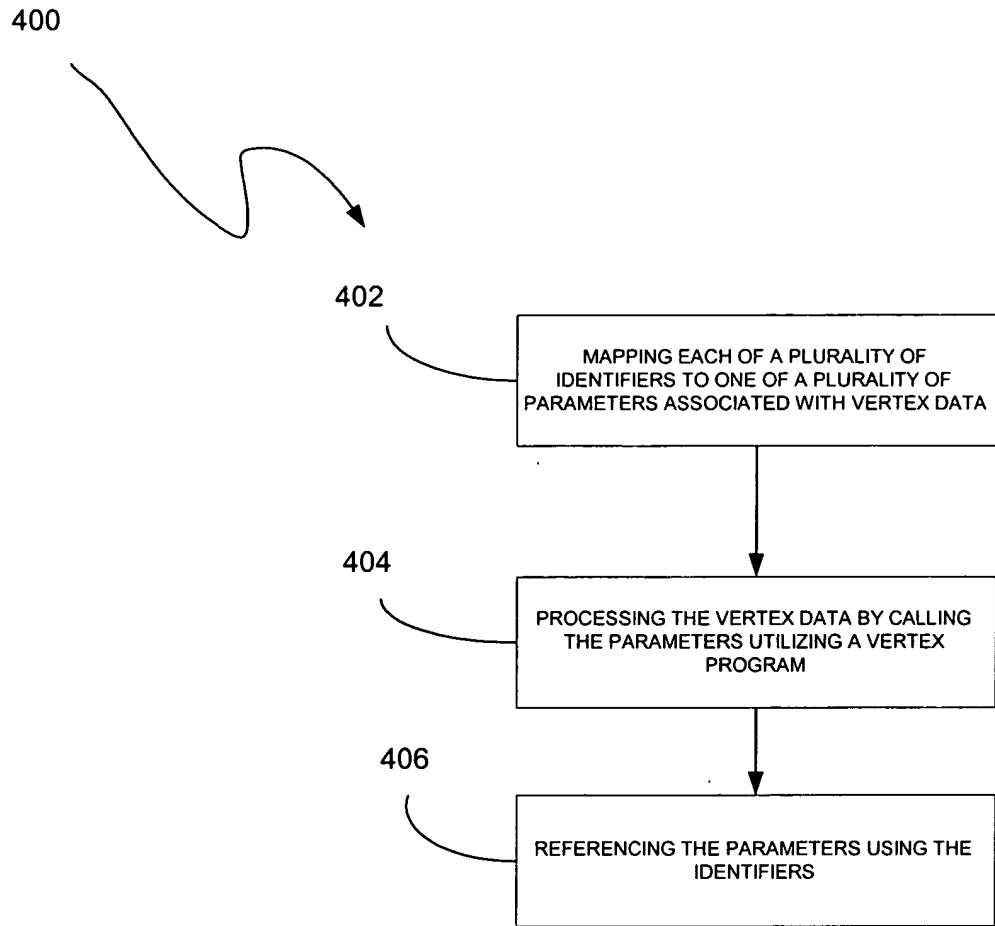 400
402
MAPPING EACH OF A PLURALITY OF
IDENTIFIERS TO ONE OF A PLURALITY OF
PARAMETERS ASSOCIATED WITH VERTEX DATA
404
PROCESSING THE VERTEX DATA BY CALLING
THE PARAMETERS UTILIZING A VERTEX
PROGRAM
406
REFERENCING THE PARAMETERS USING THE
IDENTIFIERS